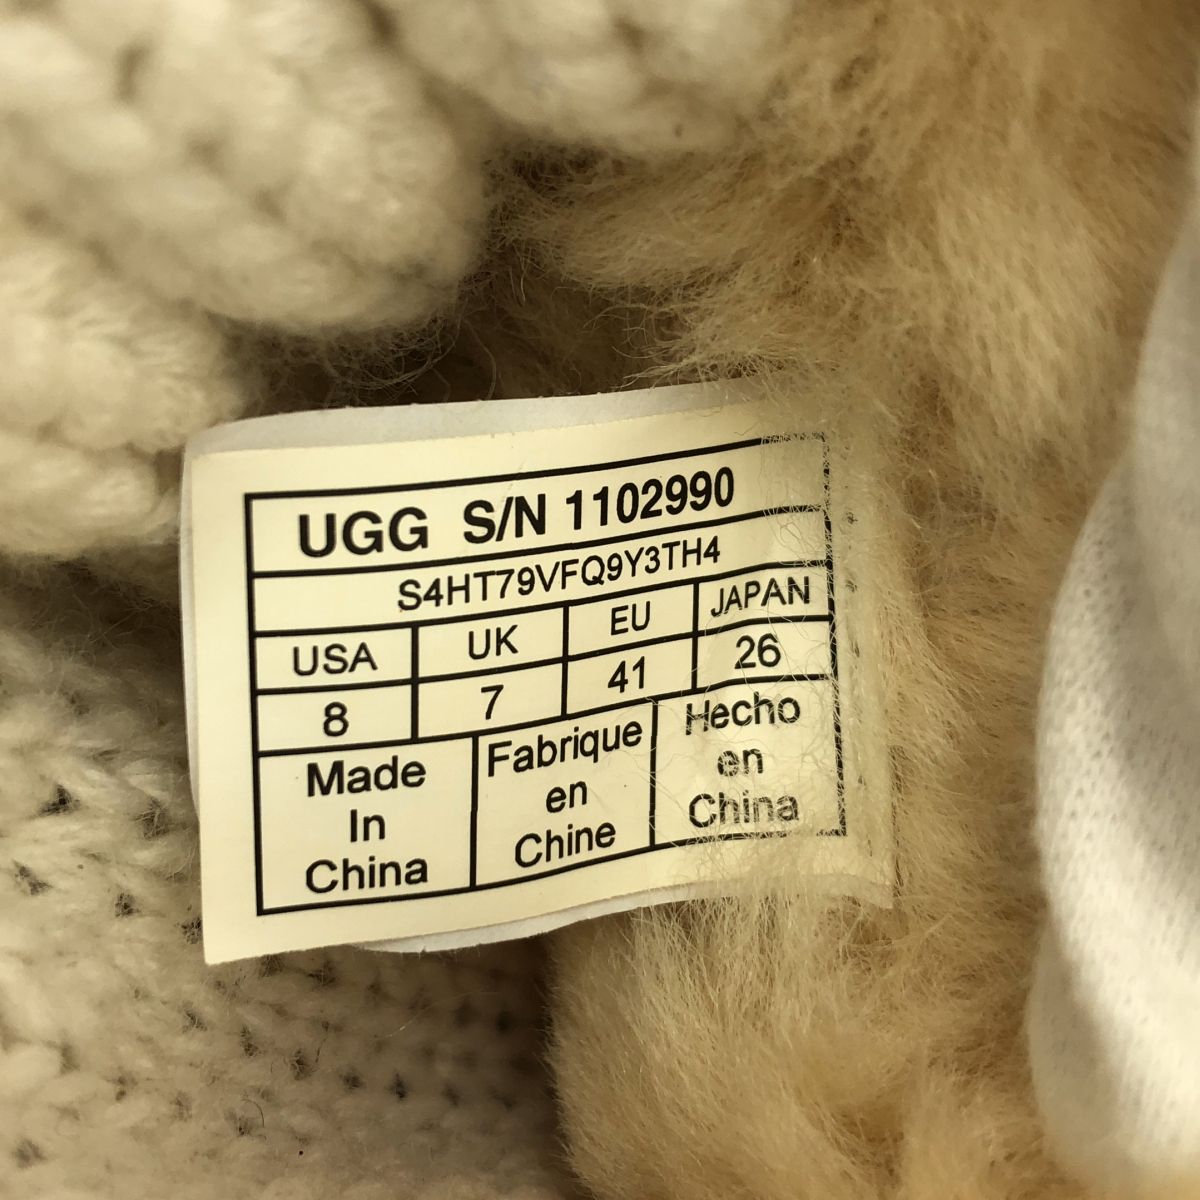 UGG S/N 1102990
S4HT79VFQ9Y3TH4
USA UK EU JAPAN
8 7 41 26
Made
In
China
Fabrique
en
Chine
Hecho
en
China